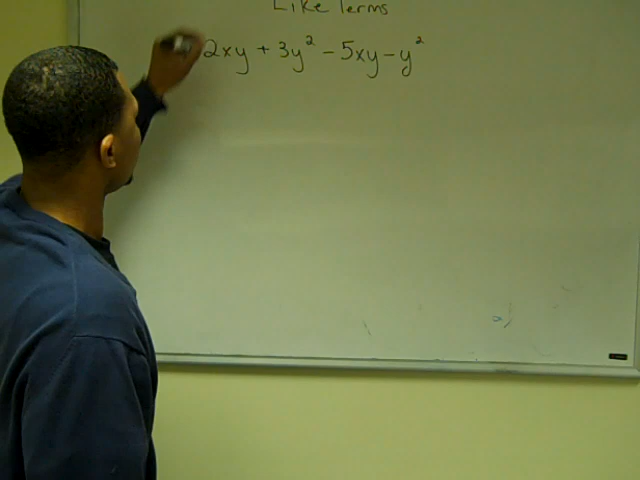 Like Terms
2xy + 3y² - 5xy - y²